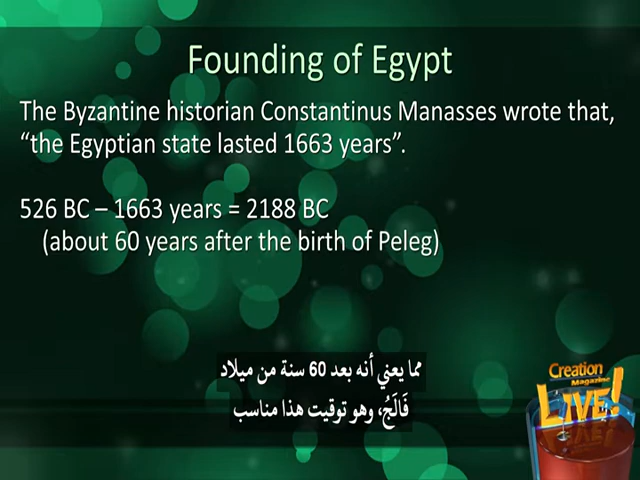 Founding of Egypt
The Byzantine historian Constantinus Manasses wrote that,
“the Egyptian state lasted 1663 years”.
526 BC – 1663 years = 2188 BC
(about 60 years after the birth of Peleg)
مما يعني أنه بعد 60 سنة من ميلاد
فَالَجُ، وهو توقيت هذا مناسب
Creation
Magazine
LIVE!